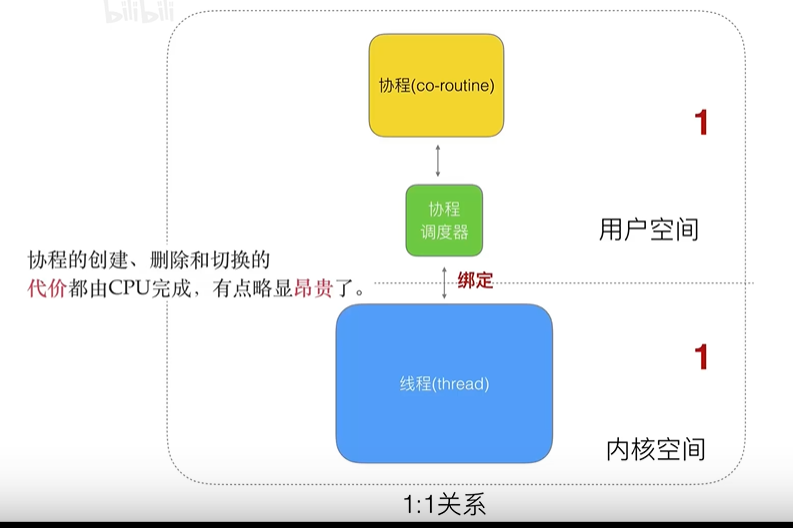 bilibili
协程(co-routine)
1
协程
调度器
用户空间
协程的创建、删除和切换的
代价都由CPU完成，有点略显昂贵了。
绑定
1
线程(thread)
内核空间
1:1关系